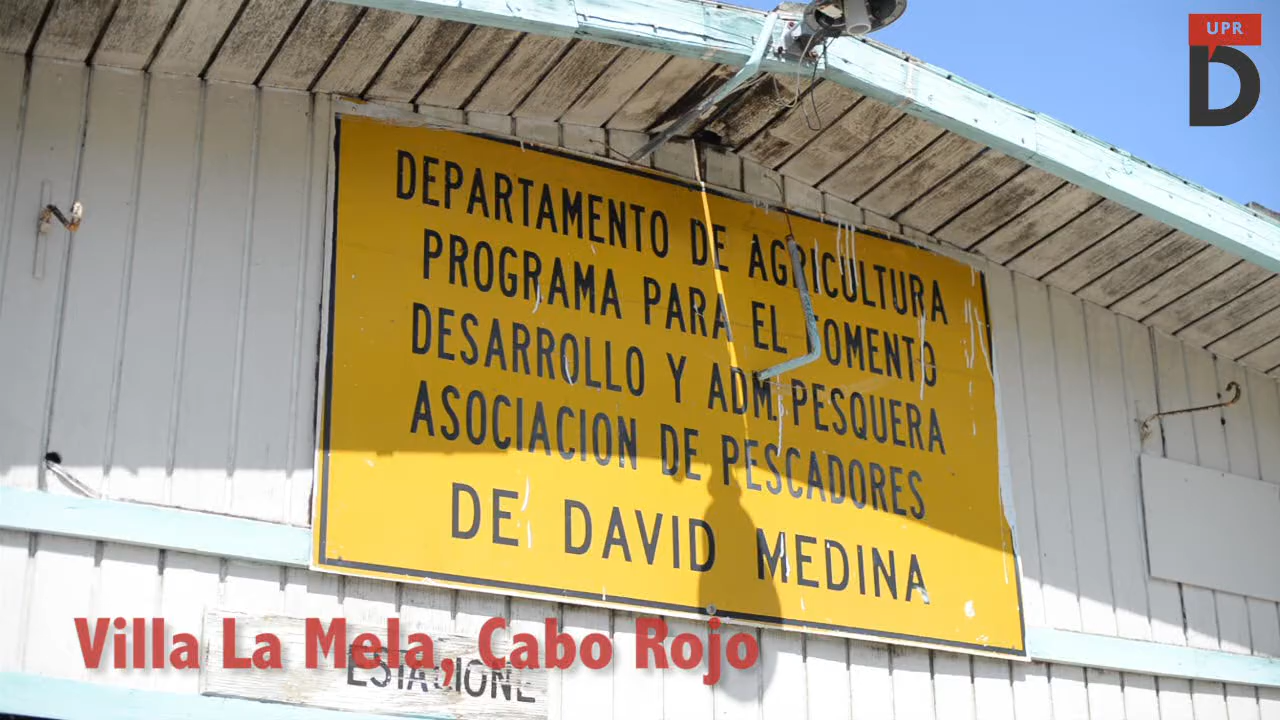 UPR
D
DEPARTAMENTO DE AGRICULTURA
PROGRAMA PARA EL FOMENTO
DESARROLLO Y ADM. PESQUERA
ASOCIACION DE PESCADORES
DE DAVID MEDINA
Villa La Mela, Cabo Rojo